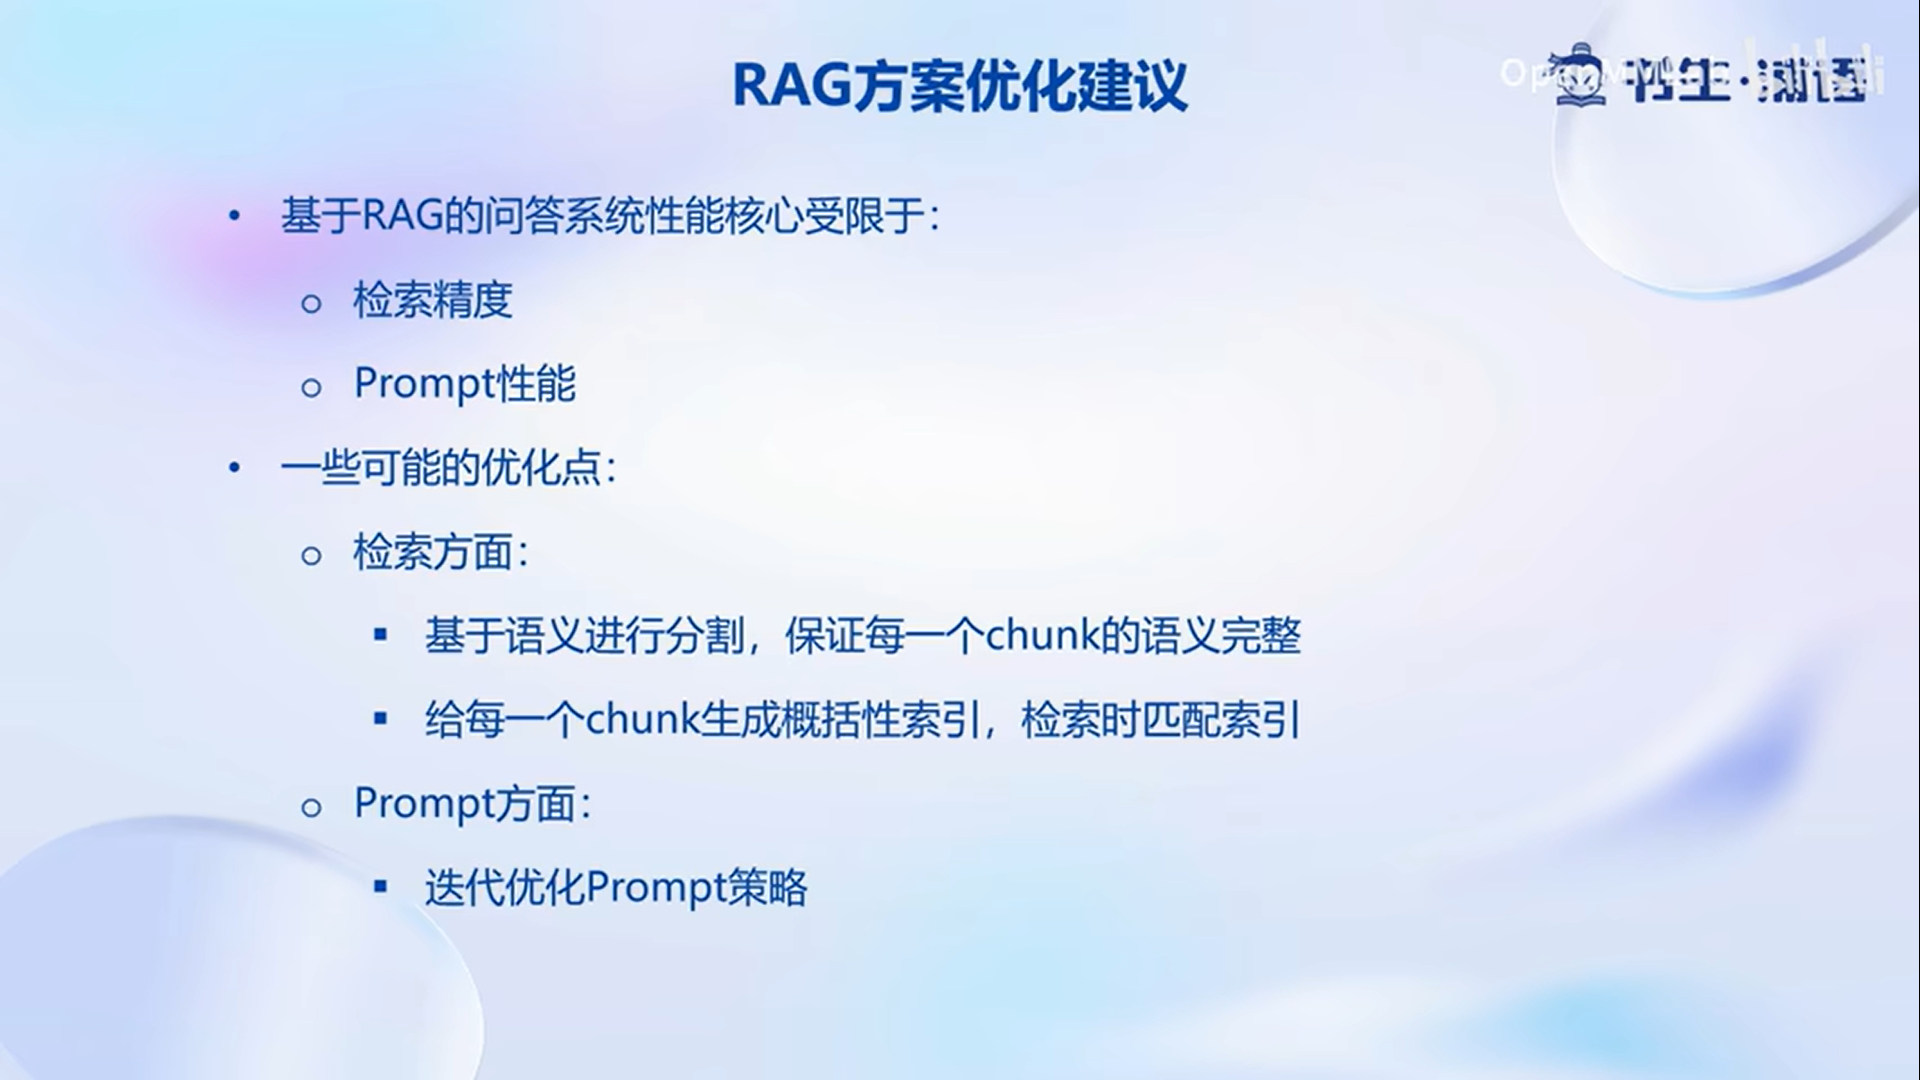 RAG方案优化建议
书生·浦语
• 基于RAG的问答系统性能核心受限于：
○ 检索精度
○ Prompt性能
• 一些可能的优化点：
○ 检索方面：
▪ 基于语义进行分割，保证每一个chunk的语义完整
▪ 给每一个chunk生成概括性索引，检索时匹配索引
○ Prompt方面：
▪ 迭代优化Prompt策略